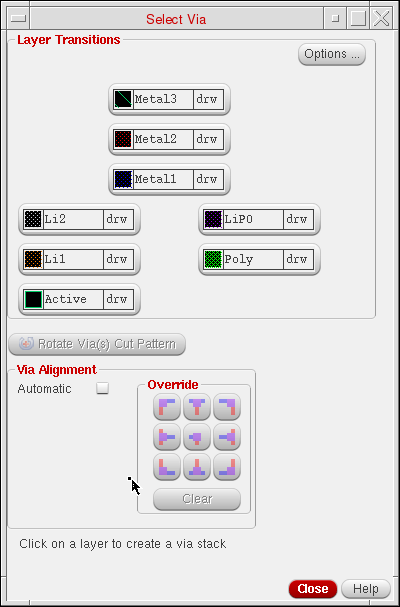 Select Via
Layer Transitions
Options ...
Metal3 drw
Metal2 drw
Metal1 drw
Li2 drw
LiPO drw
Li1 drw
Poly drw
Active drw
Rotate Via(s) Cut Pattern
Via Alignment
Automatic
Override
Clear
Click on a layer to create a via stack
Close
Help